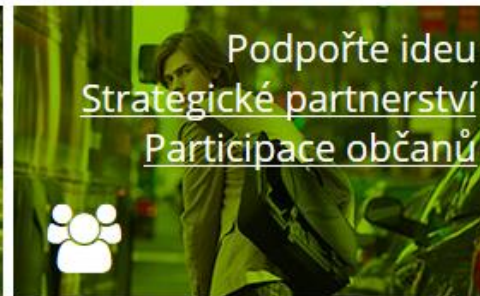 Podpořte ideu
Strategické partnerství
Participace občanů